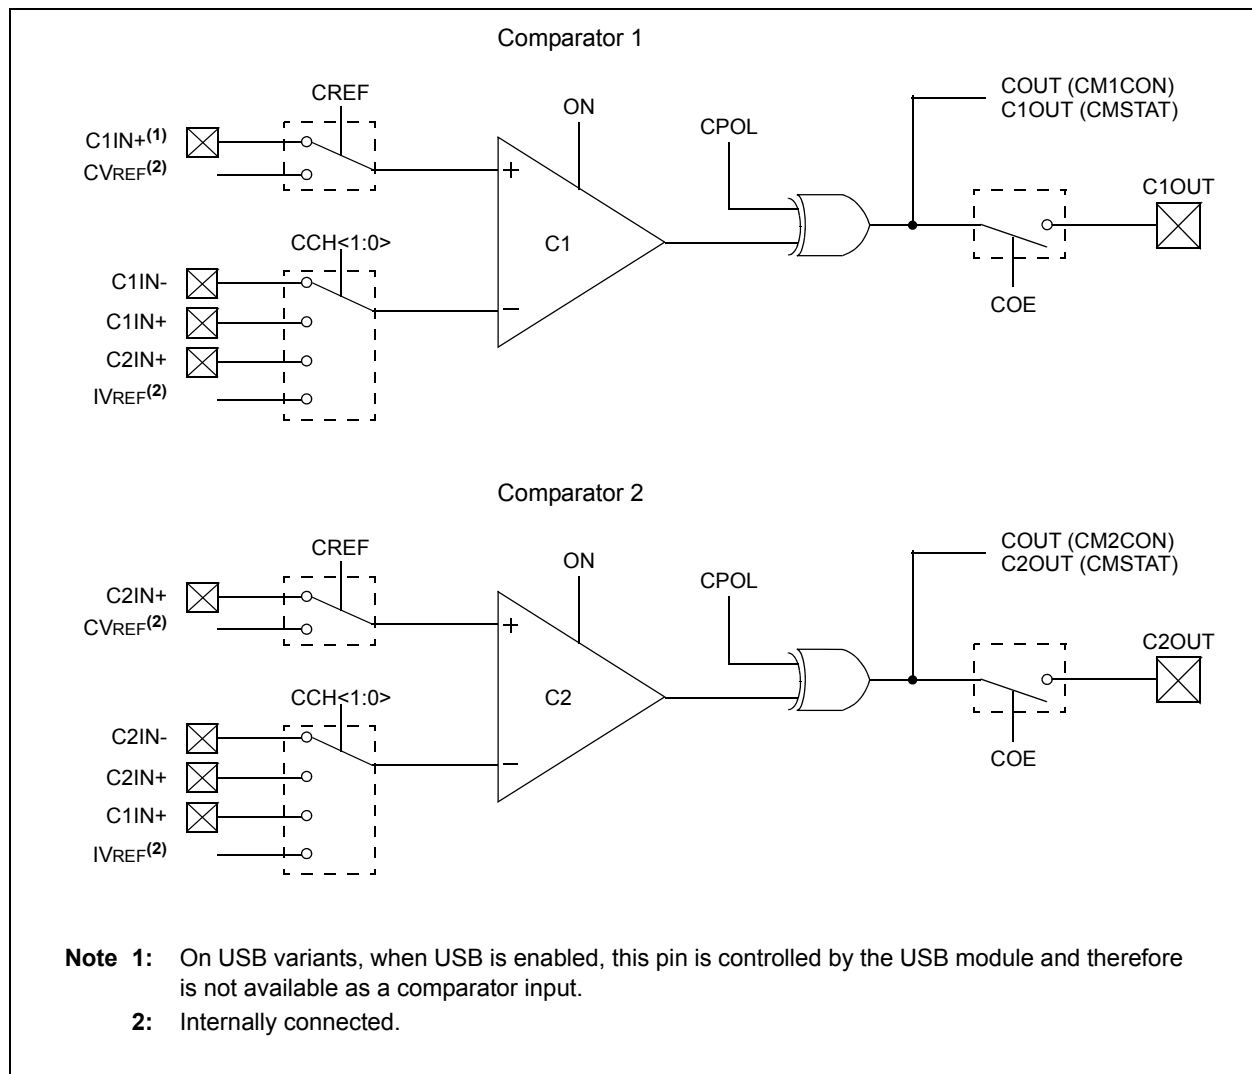 Comparator 1
CREF
ON
CPOL
COUT (CM1CON)
C1OUT (CMSTAT)
C1IN+(1)
CVREF(2)
+
C1OUT
CCH<1:0>
C1
C1IN-
–
COE
C1IN+
C2IN+
IVREF(2)
Comparator 2
CREF
ON
CPOL
COUT (CM2CON)
C2OUT (CMSTAT)
C2IN+
CVREF(2)
+
C2OUT
CCH<1:0>
C2
C2IN-
–
COE
C2IN+
C1IN+
IVREF(2)
Note 1: On USB variants, when USB is enabled, this pin is controlled by the USB module and therefore
is not available as a comparator input.
2: Internally connected.